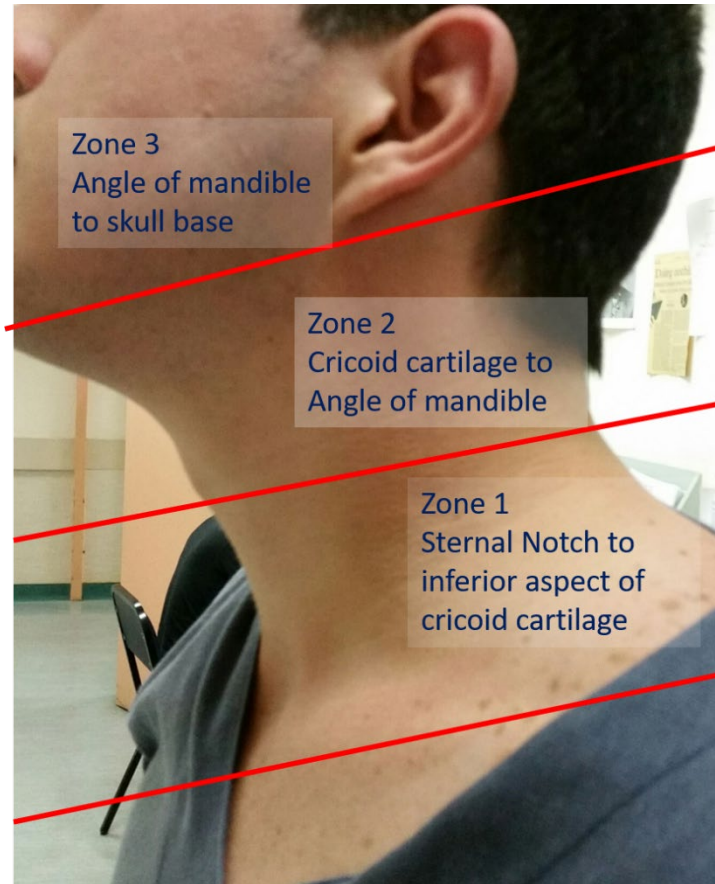 Zone 3
Angle of mandible
to skull base
Zone 2
Cricoid cartilage to
Angle of mandible
Zone 1
Sternal Notch to
inferior aspect of
cricoid cartilage